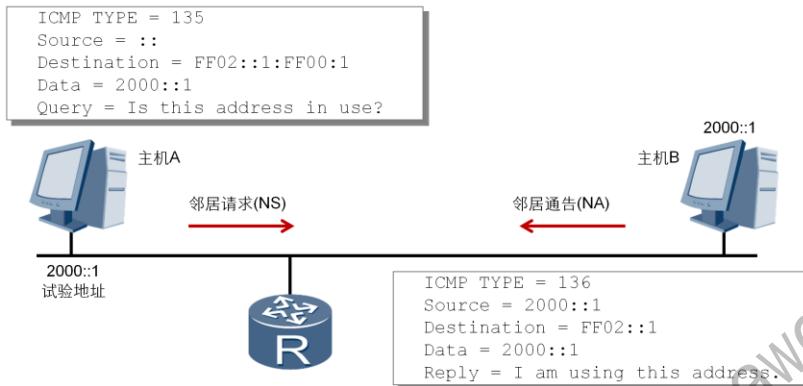 ICMP TYPE = 135
Source = ::
Destination = FF02::1:FF00:1
Data = 2000::1
Query = Is this address in use?
2000::1
主机A
主机B
邻居请求(NS)
邻居通告(NA)
2000::1
试验地址
R
ICMP TYPE = 136
Source = 2000::1
Destination = FF02::1
Data = 2000::1
Reply = I am using this address.